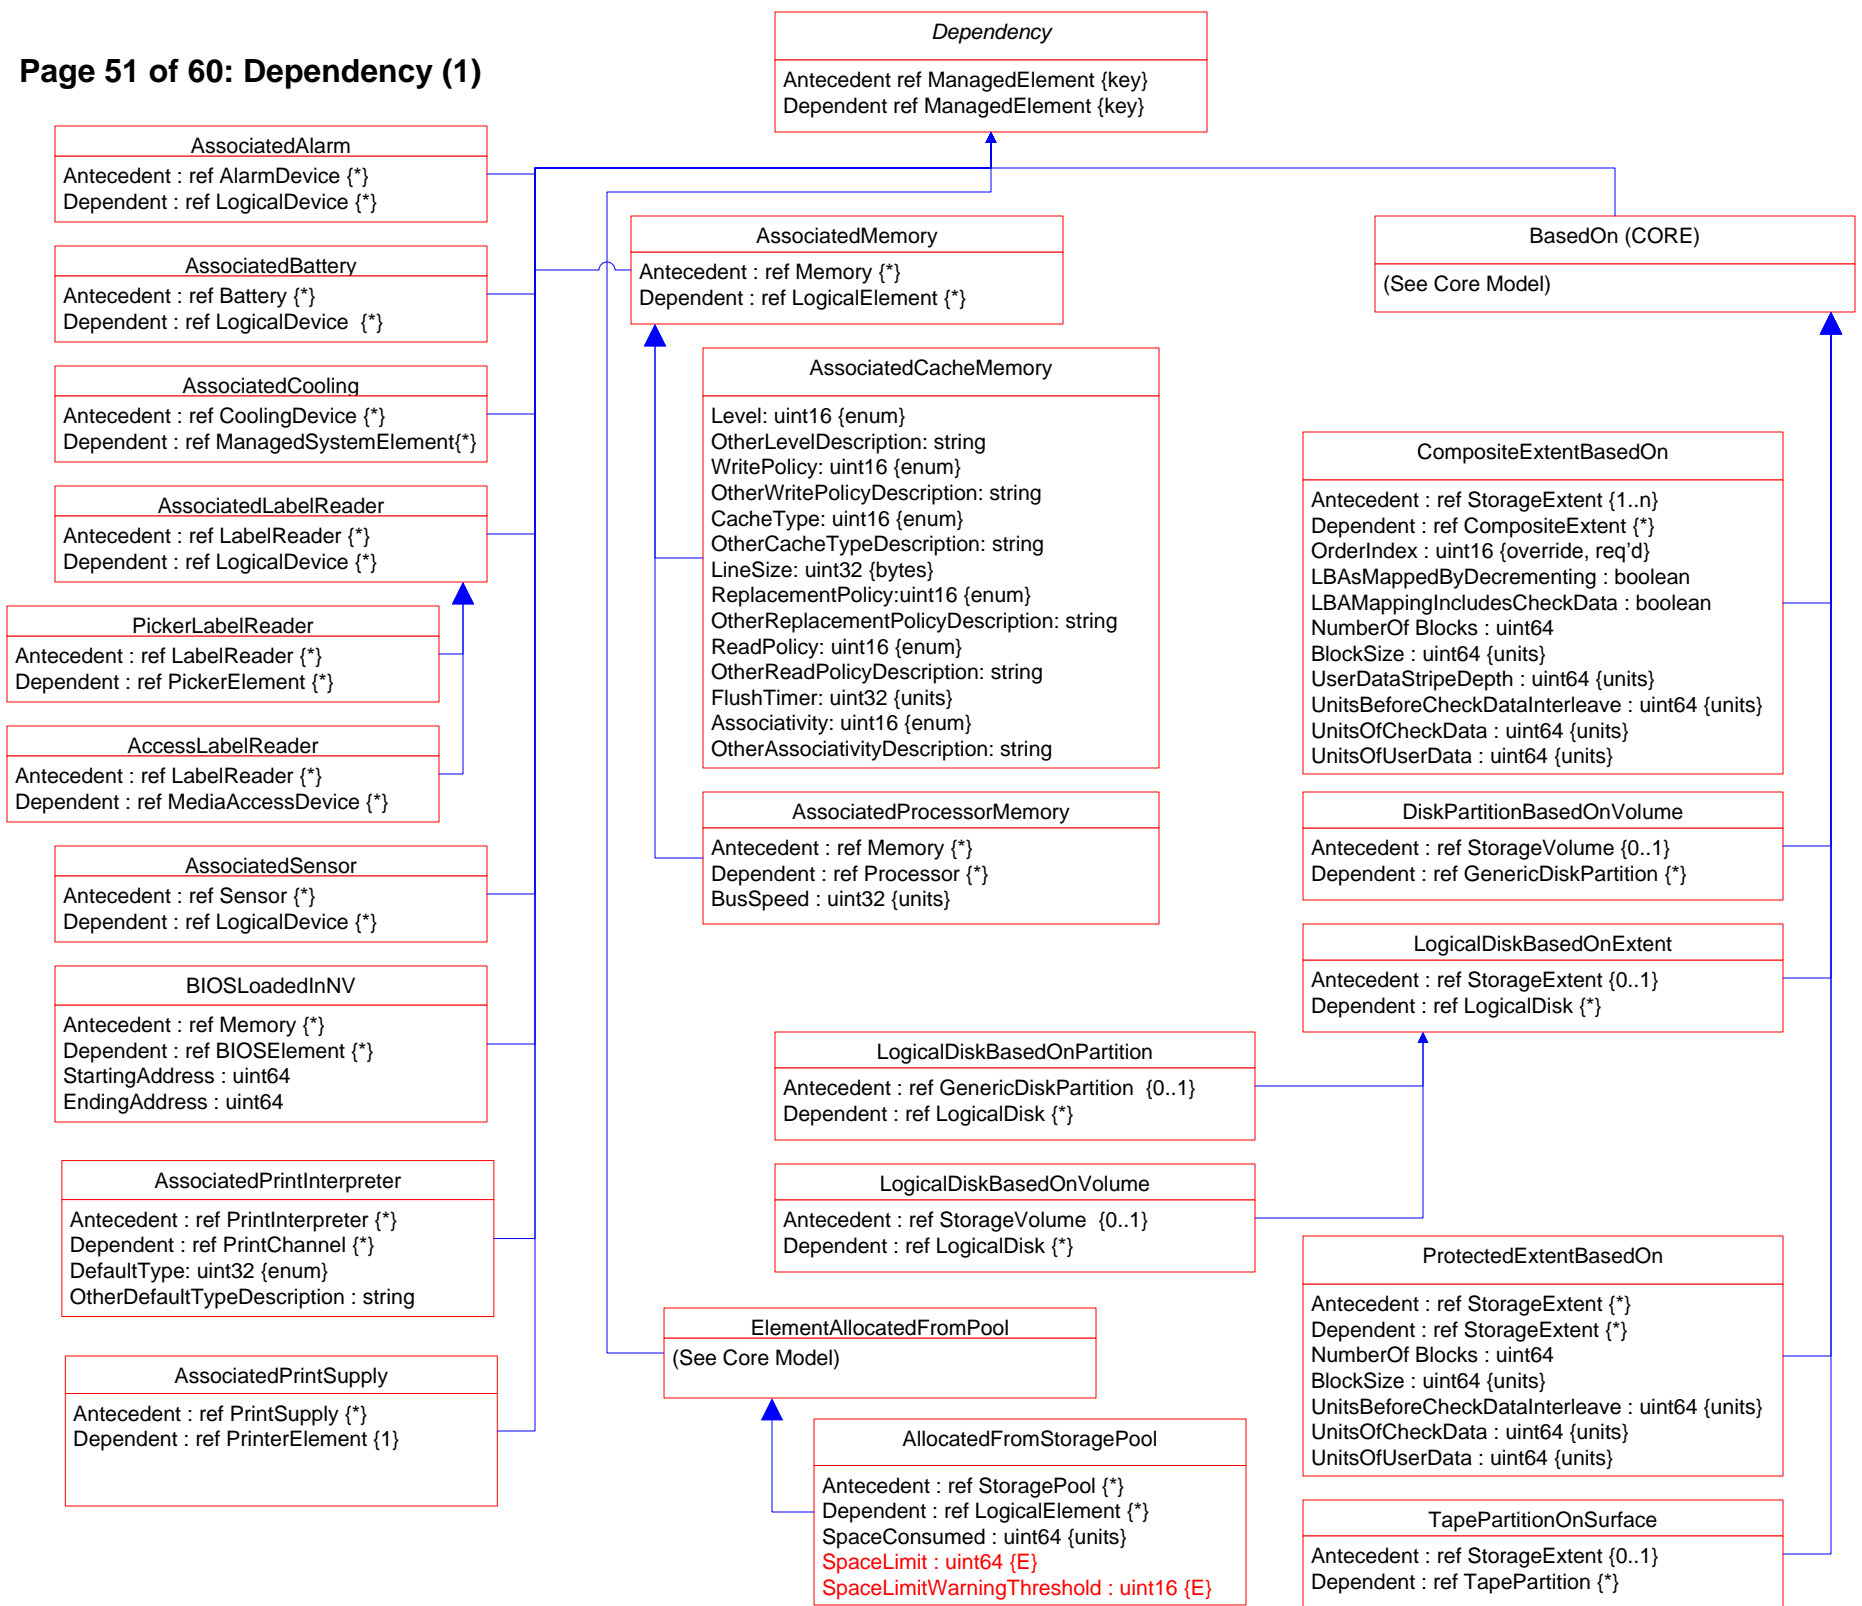 Page 51 of 60: Dependency (1)
Dependency
Antecedent ref ManagedElement {key}
Dependent ref ManagedElement {key}
AssociatedAlarm
Antecedent : ref AlarmDevice {*}
Dependent : ref LogicalDevice {*}
AssociatedBattery
Antecedent : ref Battery {*}
Dependent : ref LogicalDevice {*}
AssociatedCooling
Antecedent : ref CoolingDevice {*}
Dependent : ref ManagedSystemElement{*}
AssociatedLabelReader
Antecedent : ref LabelReader {*}
Dependent : ref LogicalDevice {*}
PickerLabelReader
Antecedent : ref LabelReader {*}
Dependent : ref PickerElement {*}
AccessLabelReader
Antecedent : ref LabelReader {*}
Dependent : ref MediaAccessDevice {*}
AssociatedSensor
Antecedent : ref Sensor {*}
Dependent : ref LogicalDevice {*}
BIOSLoadedInNV
Antecedent : ref Memory {*}
Dependent : ref BIOSElement {*}
StartingAddress : uint64
EndingAddress : uint64
AssociatedPrintInterpreter
Antecedent : ref PrintInterpreter {*}
Dependent : ref PrintChannel {*}
DefaultType: uint32 {enum}
OtherDefaultTypeDescription : string
AssociatedPrintSupply
Antecedent : ref PrintSupply {*}
Dependent : ref PrinterElement {1}
AssociatedMemory
Antecedent : ref Memory {*}
Dependent : ref LogicalElement {*}
AssociatedCacheMemory
Level: uint16 {enum}
OtherLevelDescription: string
WritePolicy: uint16 {enum}
OtherWritePolicyDescription: string
CacheType: uint16 {enum}
OtherCacheTypeDescription: string
LineSize: uint32 {bytes}
ReplacementPolicy:uint16 {enum}
OtherReplacementPolicyDescription: string
ReadPolicy: uint16 {enum}
OtherReadPolicyDescription: string
FlushTimer: uint32 {units}
Associativity: uint16 {enum}
OtherAssociativityDescription: string
AssociatedProcessorMemory
Antecedent : ref Memory {*}
Dependent : ref Processor {*}
BusSpeed : uint32 {units}
LogicalDiskBasedOnPartition
Antecedent : ref GenericDiskPartition {0..1}
Dependent : ref LogicalDisk {*}
LogicalDiskBasedOnVolume
Antecedent : ref StorageVolume {0..1}
Dependent : ref LogicalDisk {*}
ElementAllocatedFromPool
(See Core Model)
AllocatedFromStoragePool
Antecedent : ref StoragePool {*}
Dependent : ref LogicalElement {*}
SpaceConsumed : uint64 {units}
SpaceLimit : uint64 {E}
SpaceLimitWarningThreshold : uint16 {E}
BasedOn (CORE)
(See Core Model)
CompositeExtentBasedOn
Antecedent : ref StorageExtent {1..n}
Dependent : ref CompositeExtent {*}
OrderIndex : uint16 {override, req’d}
LBAsMappedByDecrementing : boolean
LBAMappingIncludesCheckData : boolean
NumberOf Blocks : uint64
BlockSize : uint64 {units}
UserDataStripeDepth : uint64 {units}
UnitsBeforeCheckDataInterleave : uint64 {units}
UnitsOfCheckData : uint64 {units}
UnitsOfUserData : uint64 {units}
DiskPartitionBasedOnVolume
Antecedent : ref StorageVolume {0..1}
Dependent : ref GenericDiskPartition {*}
LogicalDiskBasedOnExtent
Antecedent : ref StorageExtent {0..1}
Dependent : ref LogicalDisk {*}
ProtectedExtentBasedOn
Antecedent : ref StorageExtent {*}
Dependent : ref StorageExtent {*}
NumberOf Blocks : uint64
BlockSize : uint64 {units}
UnitsBeforeCheckDataInterleave : uint64 {units}
UnitsOfCheckData : uint64 {units}
UnitsOfUserData : uint64 {units}
TapePartitionOnSurface
Antecedent : ref StorageExtent {0..1}
Dependent : ref TapePartition {*}